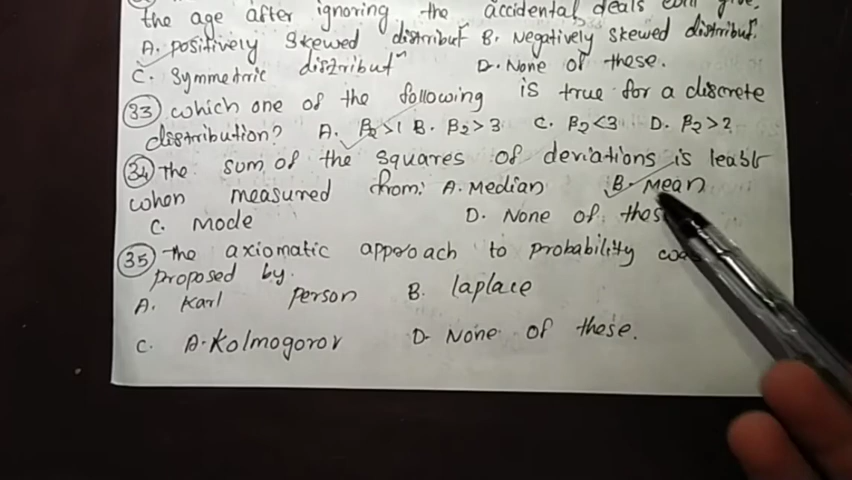 the age after ignoring the accidental deals
A. positively skewed distribut B. Negatively skewed distribut.
C. Symmetric distributn D. None of these.
33 which one of the following is true for a discrete
distribution? A. β2>1 B. β2>3 C. β2<3 D. β2>2
34 The sum of the squares of deviations is least
when measured from: A. Median B. Mean
C. Mode D. None of thes
35 The axiomatic approach to probability was
proposed by.
A. Karl Person B. laplace
C. A. Kolmogorov D. None of these.